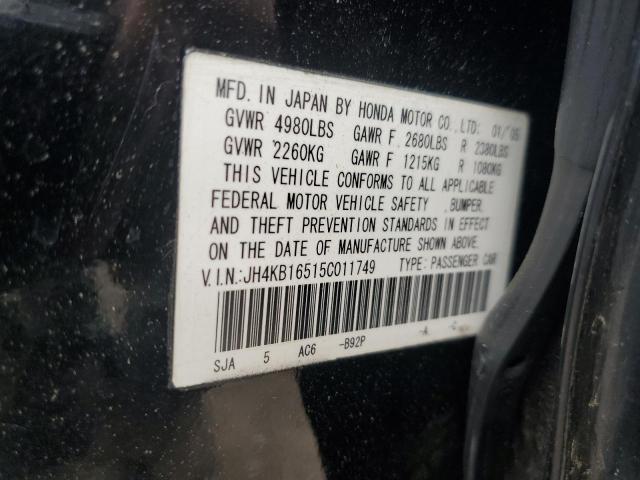 MFD. IN JAPAN BY HONDA MOTOR CO., LTD: 01/'05
GVWR 4980LBS GAWR F 2680LBS R 2380LBS
GVWR 2260KG GAWR F 1215KG R 1080KG
THIS VEHICLE CONFORMS TO ALL APPLICABLE
FEDERAL MOTOR VEHICLE SAFETY ,BUMPER,
AND THEFT PREVENTION STANDARDS IN EFFECT
ON THE DATE OF MANUFACTURE SHOWN ABOVE.
V.I.N.:JH4KB16515C011749 TYPE: PASSENGER CAR
SJA 5 AC6 -B92P -A -C